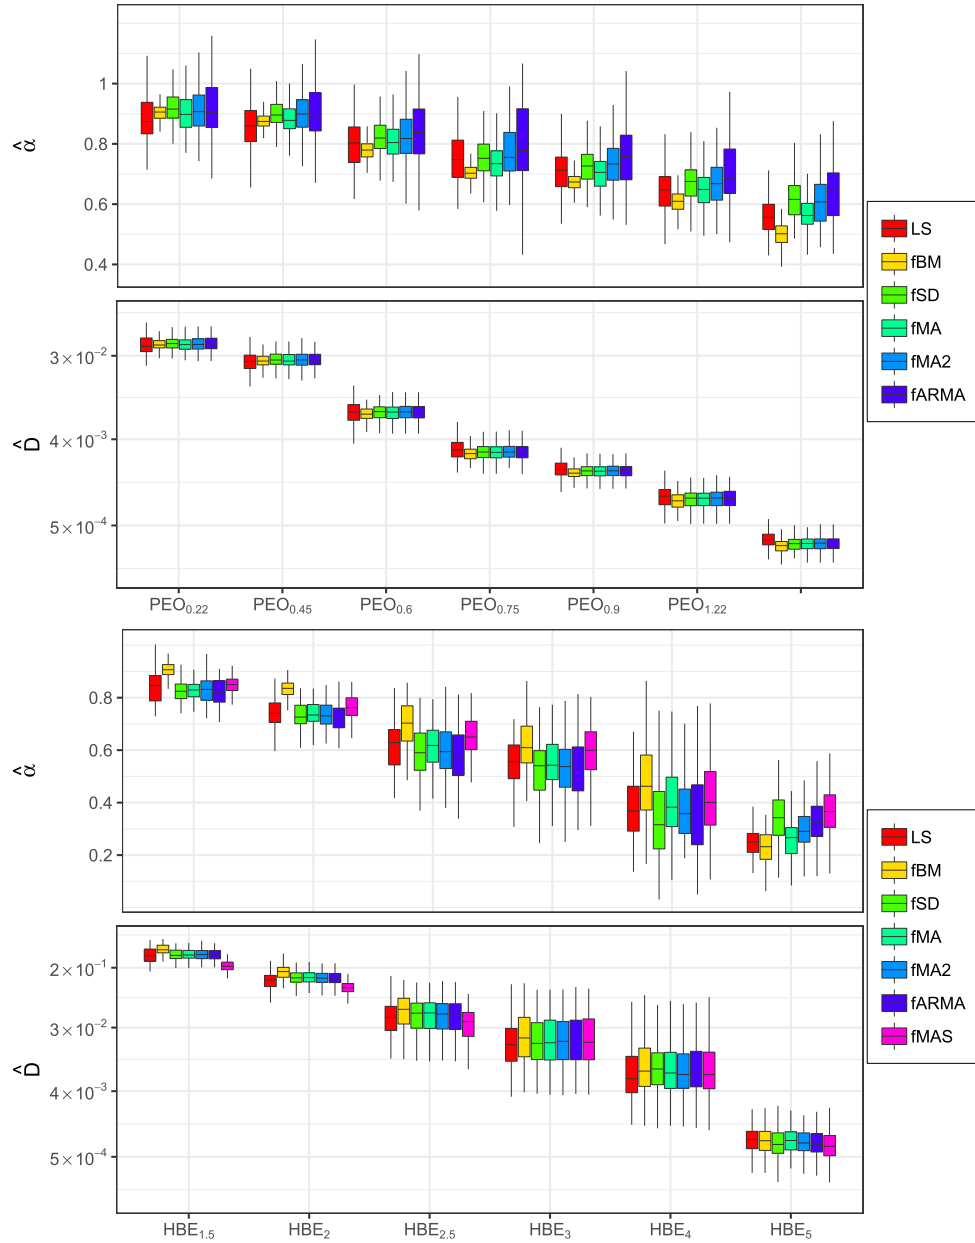 1
0.8
0.6
0.4
α̂
3×10⁻²
4×10⁻³
5×10⁻⁴
D̂
PEO₀.₂₂ PEO₀.₄₅ PEO₀.₆ PEO₀.₇₅ PEO₀.₉ PEO₁.₂₂
LS
fBM
fSD
fMA
fMA2
fARMA
0.8
0.6
0.4
0.2
α̂
2×10⁻¹
3×10⁻²
4×10⁻³
5×10⁻⁴
D̂
HBE₁.₅ HBE₂ HBE₂.₅ HBE₃ HBE₄ HBE₅
LS
fBM
fSD
fMA
fMA2
fARMA
fMAS